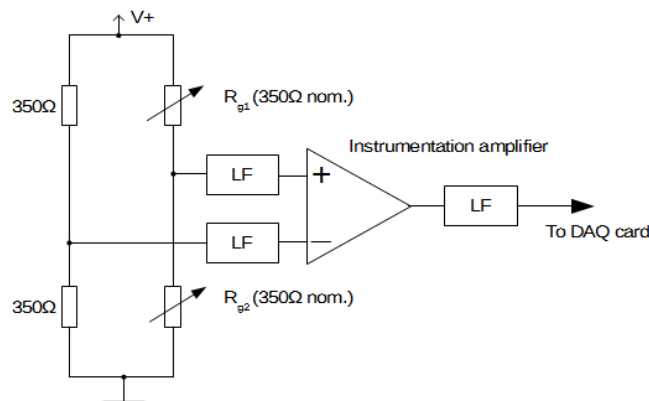 V+
350Ω
Rg1 (350Ω nom.)
Instrumentation amplifier
LF
+
LF
To DAQ card
LF
−
350Ω
Rg2 (350Ω nom.)